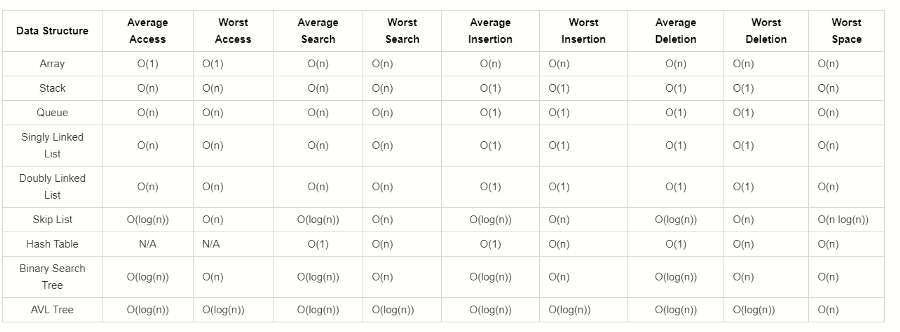 Data Structure Average Access Worst Access Average Search Worst Search Average Insertion Worst Insertion Average Deletion Worst Deletion Worst Space
Array O(1) O(1) O(n) O(n) O(n) O(n) O(n) O(n) O(n)
Stack O(n) O(n) O(n) O(n) O(1) O(1) O(1) O(1) O(n)
Queue O(n) O(n) O(n) O(n) O(1) O(1) O(1) O(1) O(n)
Singly Linked List O(n) O(n) O(n) O(n) O(1) O(1) O(1) O(1) O(n)
Doubly Linked List O(n) O(n) O(n) O(n) O(1) O(1) O(1) O(1) O(n)
Skip List O(log(n)) O(n) O(log(n)) O(n) O(log(n)) O(n) O(log(n)) O(n) O(n log(n))
Hash Table N/A N/A O(1) O(n) O(1) O(n) O(1) O(n) O(n)
Binary Search Tree O(log(n)) O(n) O(log(n)) O(n) O(log(n)) O(n) O(log(n)) O(n) O(n)
AVL Tree O(log(n)) O(log(n)) O(log(n)) O(log(n)) O(log(n)) O(log(n)) O(log(n)) O(log(n)) O(n)